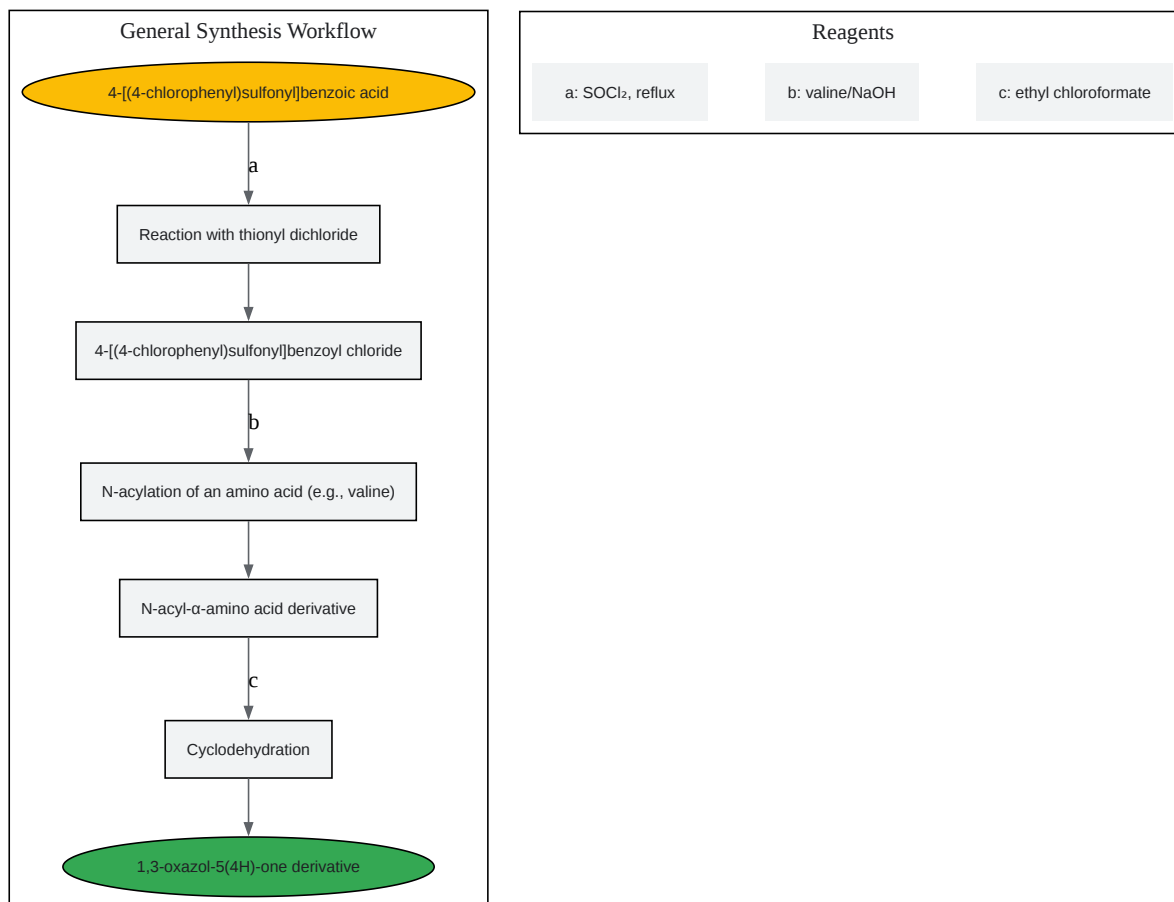 General Synthesis Workflow
4-[(4-chlorophenyl)sulfonyl]benzoic acid
a
Reaction with thionyl dichloride
4-[(4-chlorophenyl)sulfonyl]benzoyl chloride
b
N-acylation of an amino acid (e.g., valine)
N-acyl-α-amino acid derivative
c
Cyclodehydration
1,3-oxazol-5(4H)-one derivative
Reagents
a: SOCl₂, reflux
b: valine/NaOH
c: ethyl chloroformate